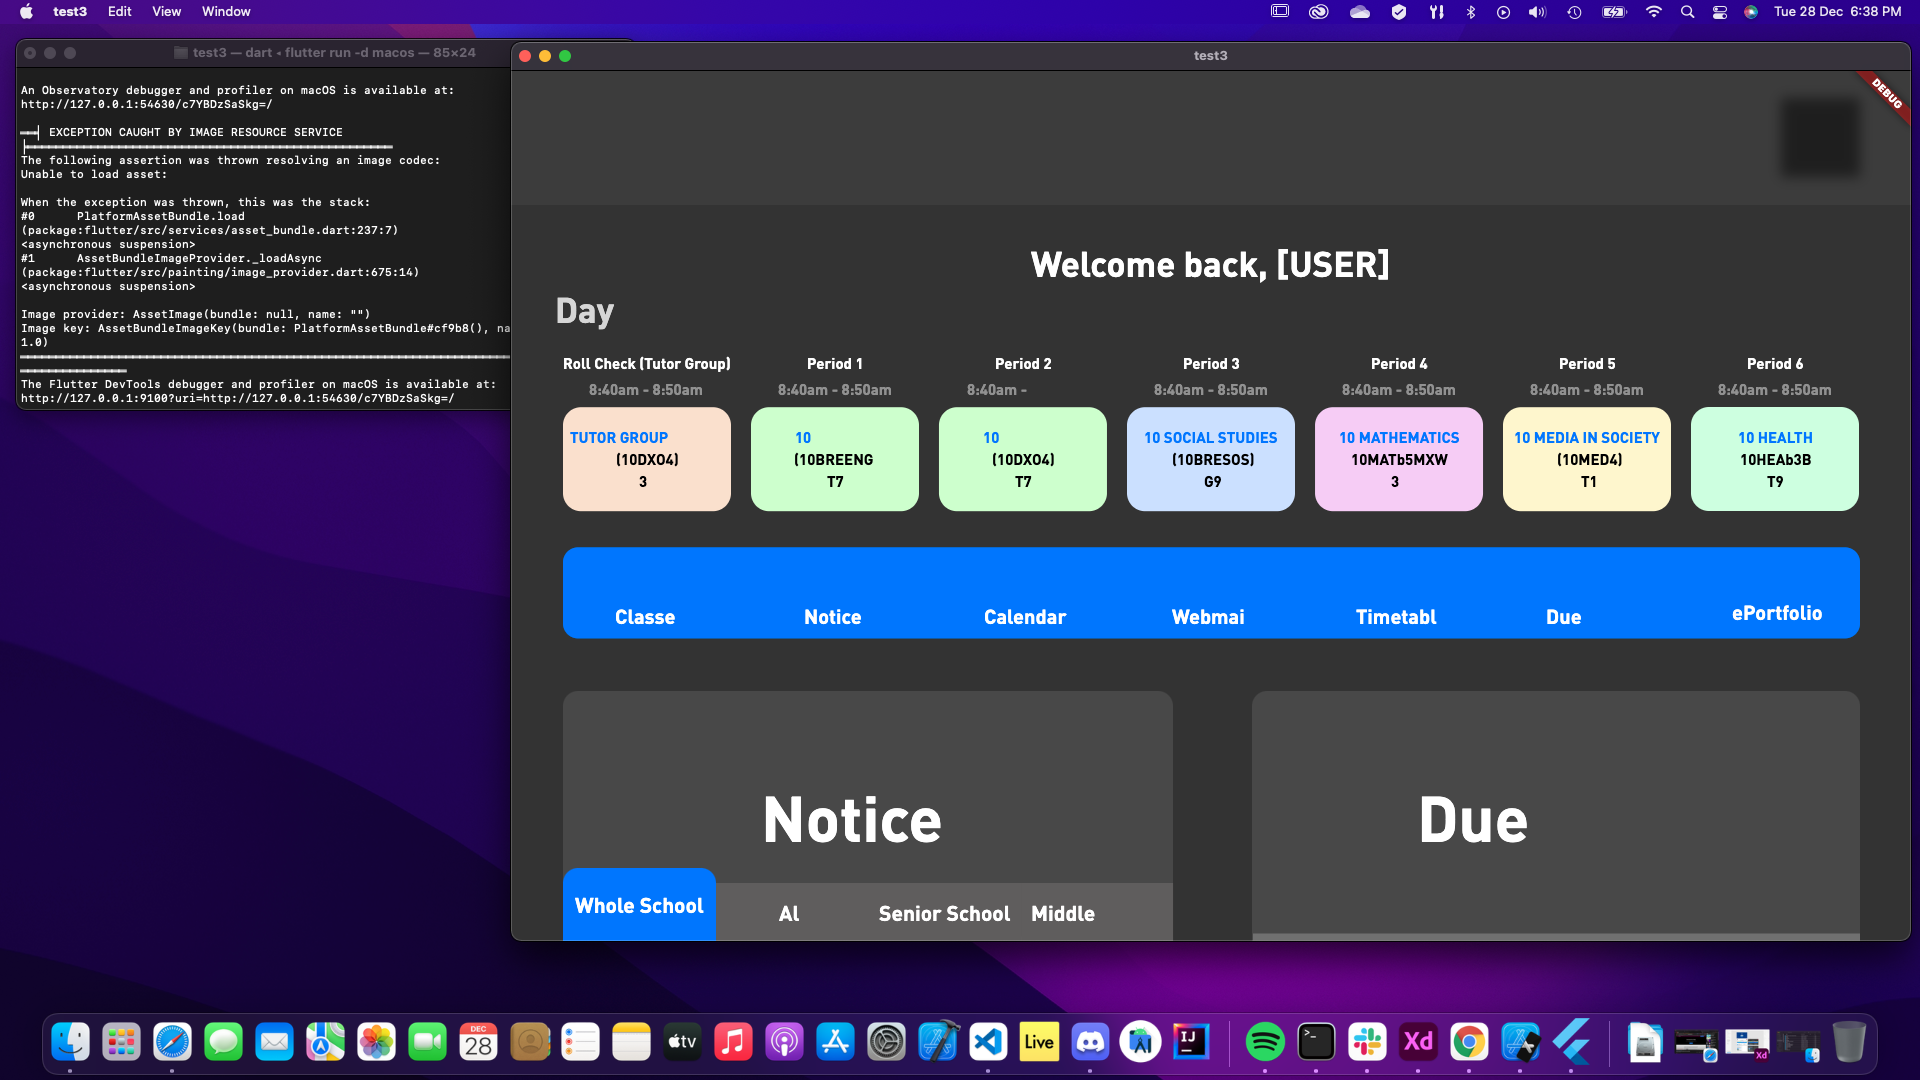 test3 Edit View Window
Tue 28 Dec 6:38 PM
test3 — dart • flutter run -d macos — 85×24
An Observatory debugger and profiler on macOS is available at:
http://127.0.0.1:54630/c7YBDzSaSkg=/
EXCEPTION CAUGHT BY IMAGE RESOURCE SERVICE
The following assertion was thrown resolving an image codec:
Unable to load asset:
When the exception was thrown, this was the stack:
#0 PlatformAssetBundle.load
(package:flutter/src/services/asset_bundle.dart:237:7)
<asynchronous suspension>
#1 AssetBundleImageProvider._loadAsync
(package:flutter/src/painting/image_provider.dart:675:14)
<asynchronous suspension>
Image provider: AssetImage(bundle: null, name: "")
Image key: AssetBundleImageKey(bundle: PlatformAssetBundle#cf9b8(), na
1.0)
The Flutter DevTools debugger and profiler on macOS is available at:
http://127.0.0.1:9100?uri=http://127.0.0.1:54630/c7YBDzSaSkg=/
test3
DEBUG
Welcome back, [USER]
Day
Roll Check (Tutor Group) Period 1 Period 2 Period 3 Period 4 Period 5 Period 6
8:40am - 8:50am 8:40am - 8:50am 8:40am - 8:40am - 8:50am 8:40am - 8:50am 8:40am - 8:50am 8:40am - 8:50am
TUTOR GROUP 10 10 10 SOCIAL STUDIES 10 MATHEMATICS 10 MEDIA IN SOCIETY 10 HEALTH
(10DXO4) (10BREENG (10DXO4) (10BRESOS) 10MATb5MXW (10MED4) 10HEAb3B
3 T7 T7 G9 3 T1 T9
Classe Notice Calendar Webmai Timetabl Due ePortfolio
Notice
Due
Whole School Al Senior School Middle
DEC
28
tv
Live
IJ
>_
Xd
Xd